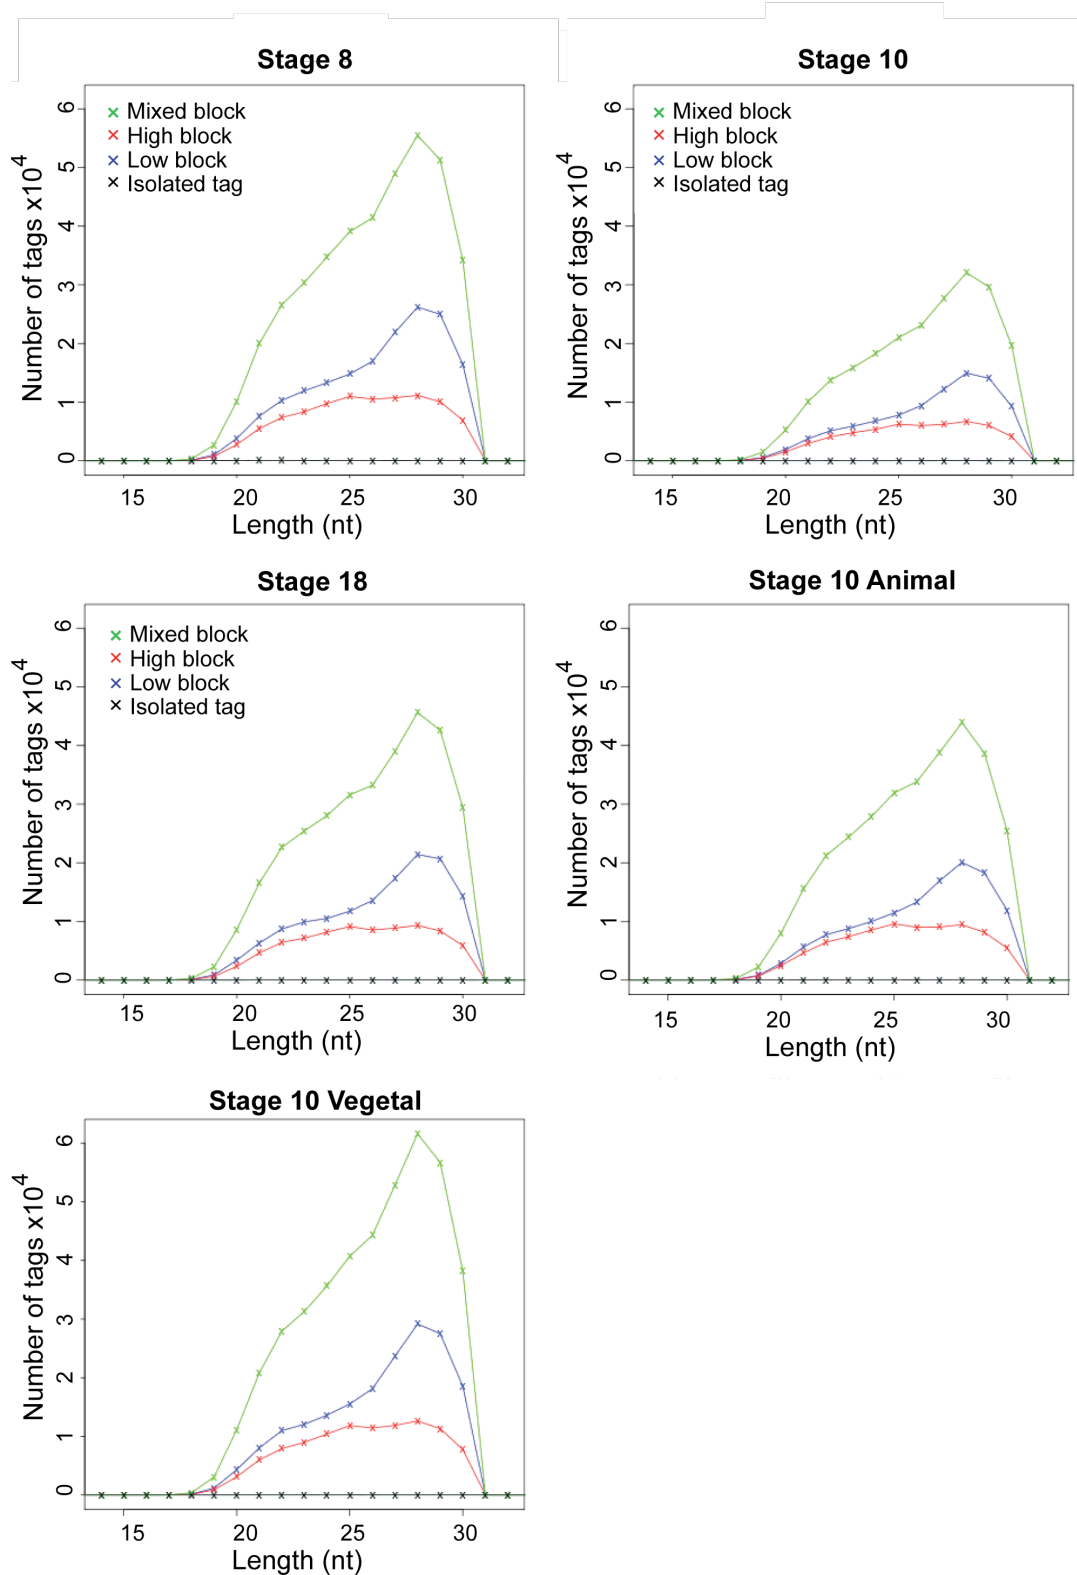 Stage 8
Mixed block
High block
Low block
Isolated tag
Number of tags x10^4
0 1 2 3 4 5 6
15 20 25 30
Length (nt)
Stage 10
Mixed block
High block
Low block
Isolated tag
Number of tags x10^4
0 1 2 3 4 5 6
15 20 25 30
Length (nt)
Stage 18
Mixed block
High block
Low block
Isolated tag
Number of tags x10^4
0 1 2 3 4 5 6
15 20 25 30
Length (nt)
Stage 10 Animal
Number of tags x10^4
0 1 2 3 4 5 6
15 20 25 30
Length (nt)
Stage 10 Vegetal
Number of tags x10^4
0 1 2 3 4 5 6
15 20 25 30
Length (nt)